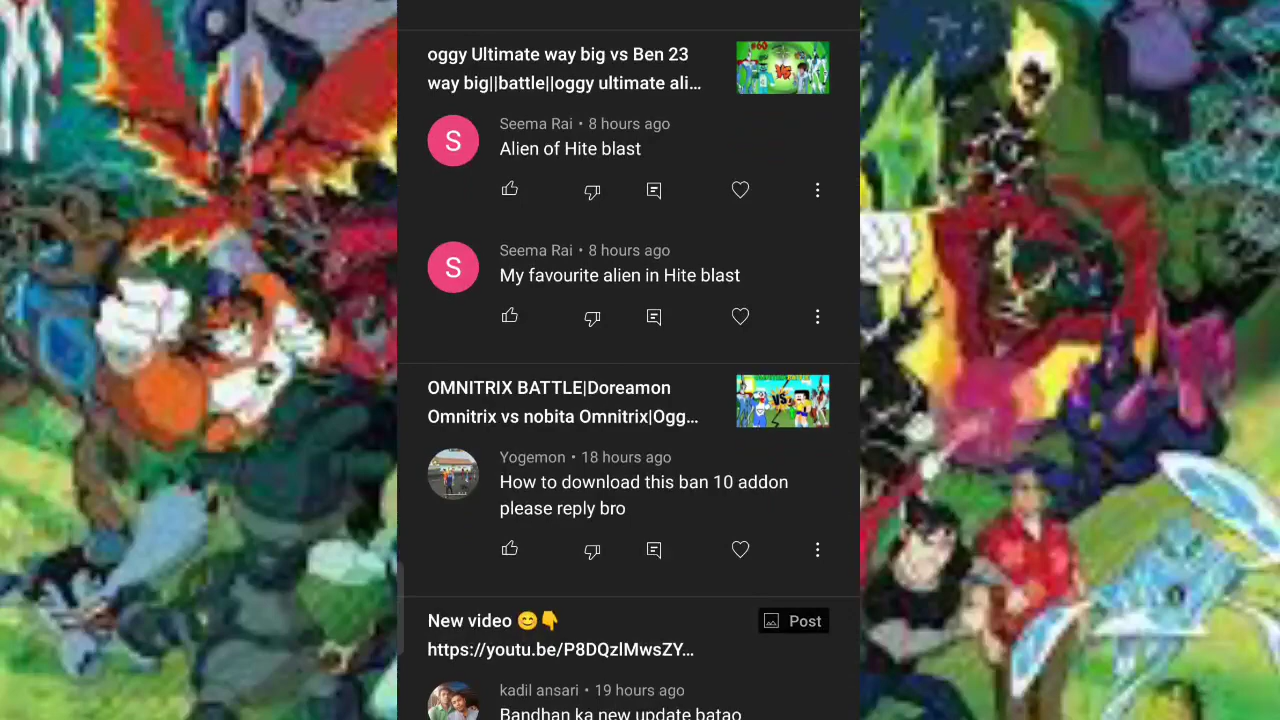 oggy Ultimate way big vs Ben 23
way big||battle||oggy ultimate ali...
#60
VS
S
Seema Rai • 8 hours ago
Alien of Hite blast
S
Seema Rai • 8 hours ago
My favourite alien in Hite blast
OMNITRIX BATTLE|Doreamon
Omnitrix vs nobita Omnitrix|Ogg...
VS
Yogemon • 18 hours ago
How to download this ban 10 addon
please reply bro
New video 😊👇
Post
https://youtu.be/P8DQzlMwsZY...
kadil ansari • 19 hours ago
Bandhan ka new update batao